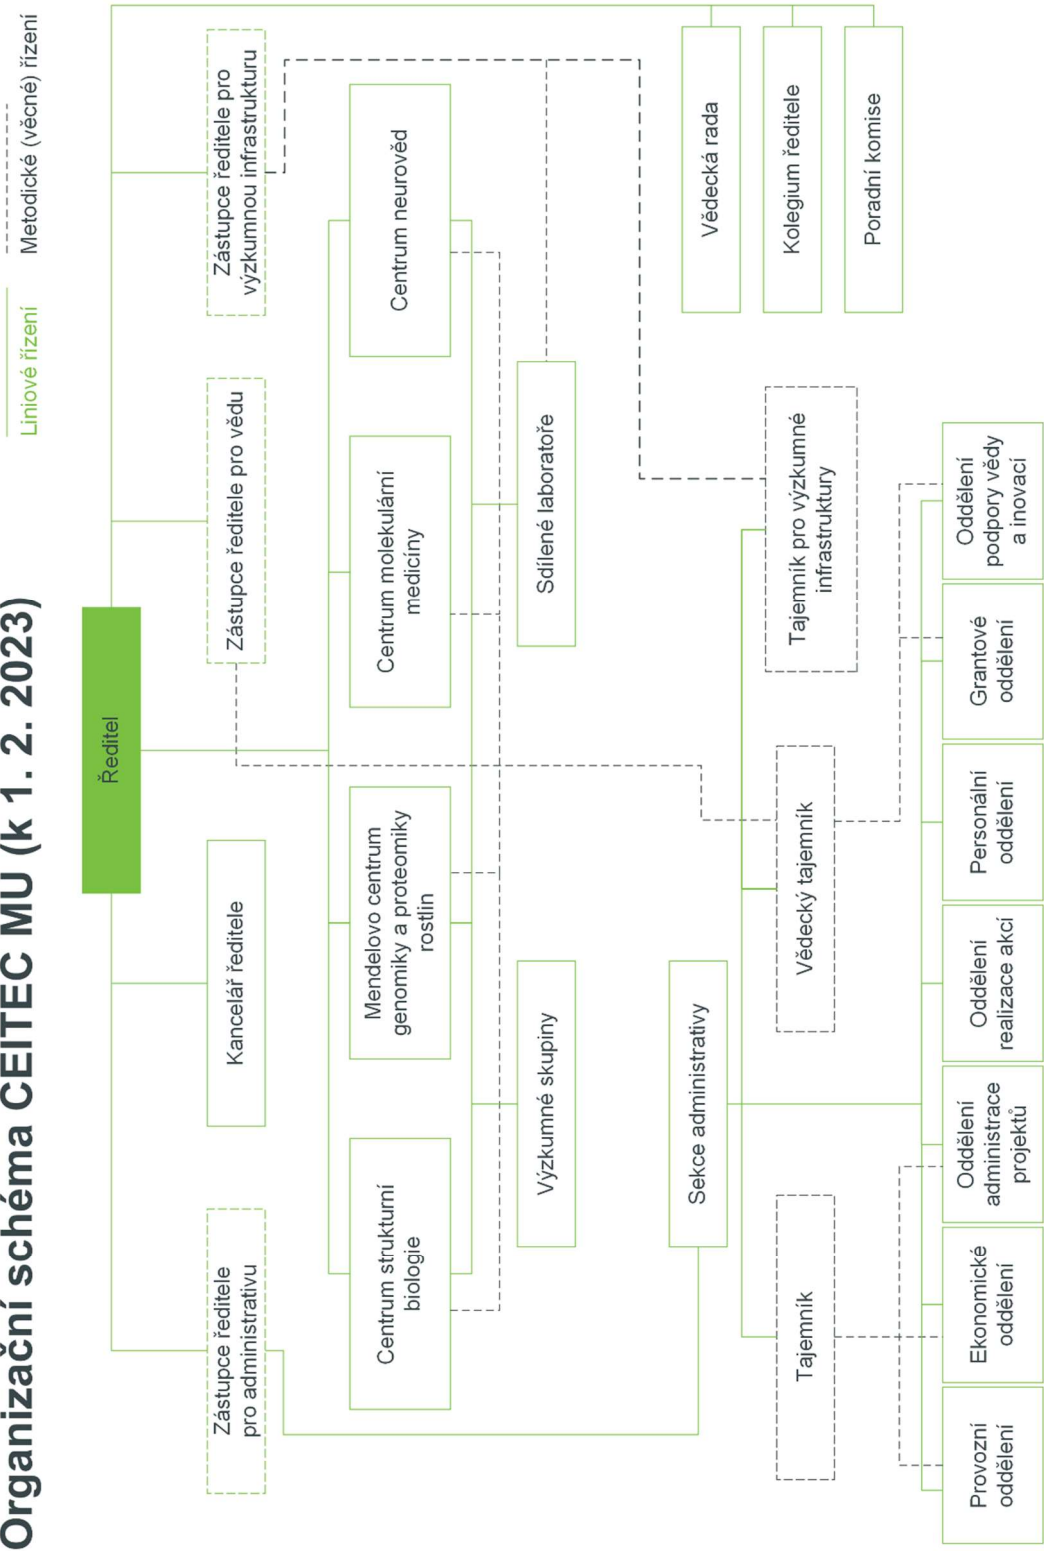 Organizační schéma CEITEC MU (k 1. 2. 2023)
Liniové řízení
Metodické (věcné) řízení
Ředitel
Zástupce ředitele
pro administrativu
Kancelář ředitele
Zástupce ředitele pro vědu
Zástupce ředitele pro
výzkumnou infrastrukturu
Centrum strukturní
biologie
Mendelovo centrum
genomiky a proteomiky
rostlin
Centrum molekulární
medicíny
Centrum neurověd
Výzkumné skupiny
Sdílené laboratoře
Sekce administrativy
Vědecká rada
Kolegium ředitele
Poradní komise
Tajemník
Vědecký tajemník
Tajemník pro výzkumné
infrastruktury
Provozní
oddělení
Ekonomické
oddělení
Oddělení
administrace
projektů
Oddělení
realizace akcí
Personální
oddělení
Grantové
oddělení
Oddělení
podpory vědy
a inovací